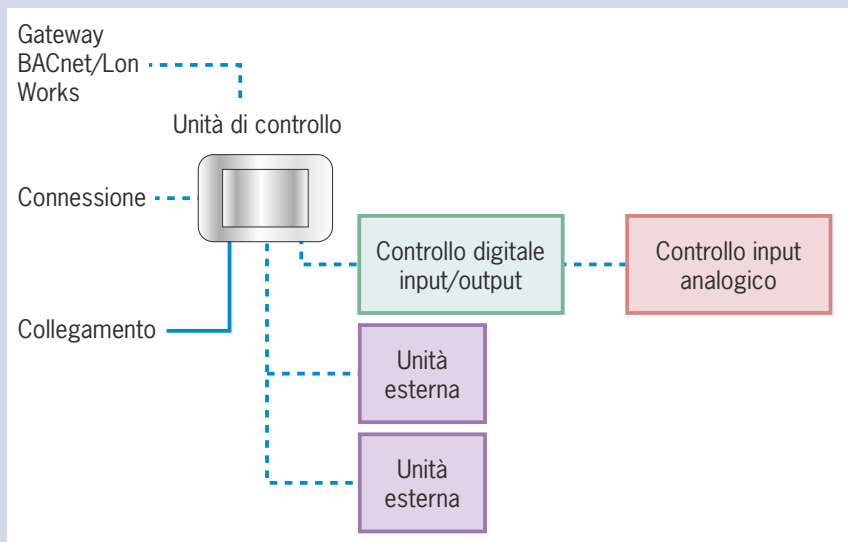 Gateway
BACnet/Lon
Works
Unità di controllo
Connessione
Controllo digitale
input/output
Controllo input
analogico
Collegamento
Unità
esterna
Unità
esterna